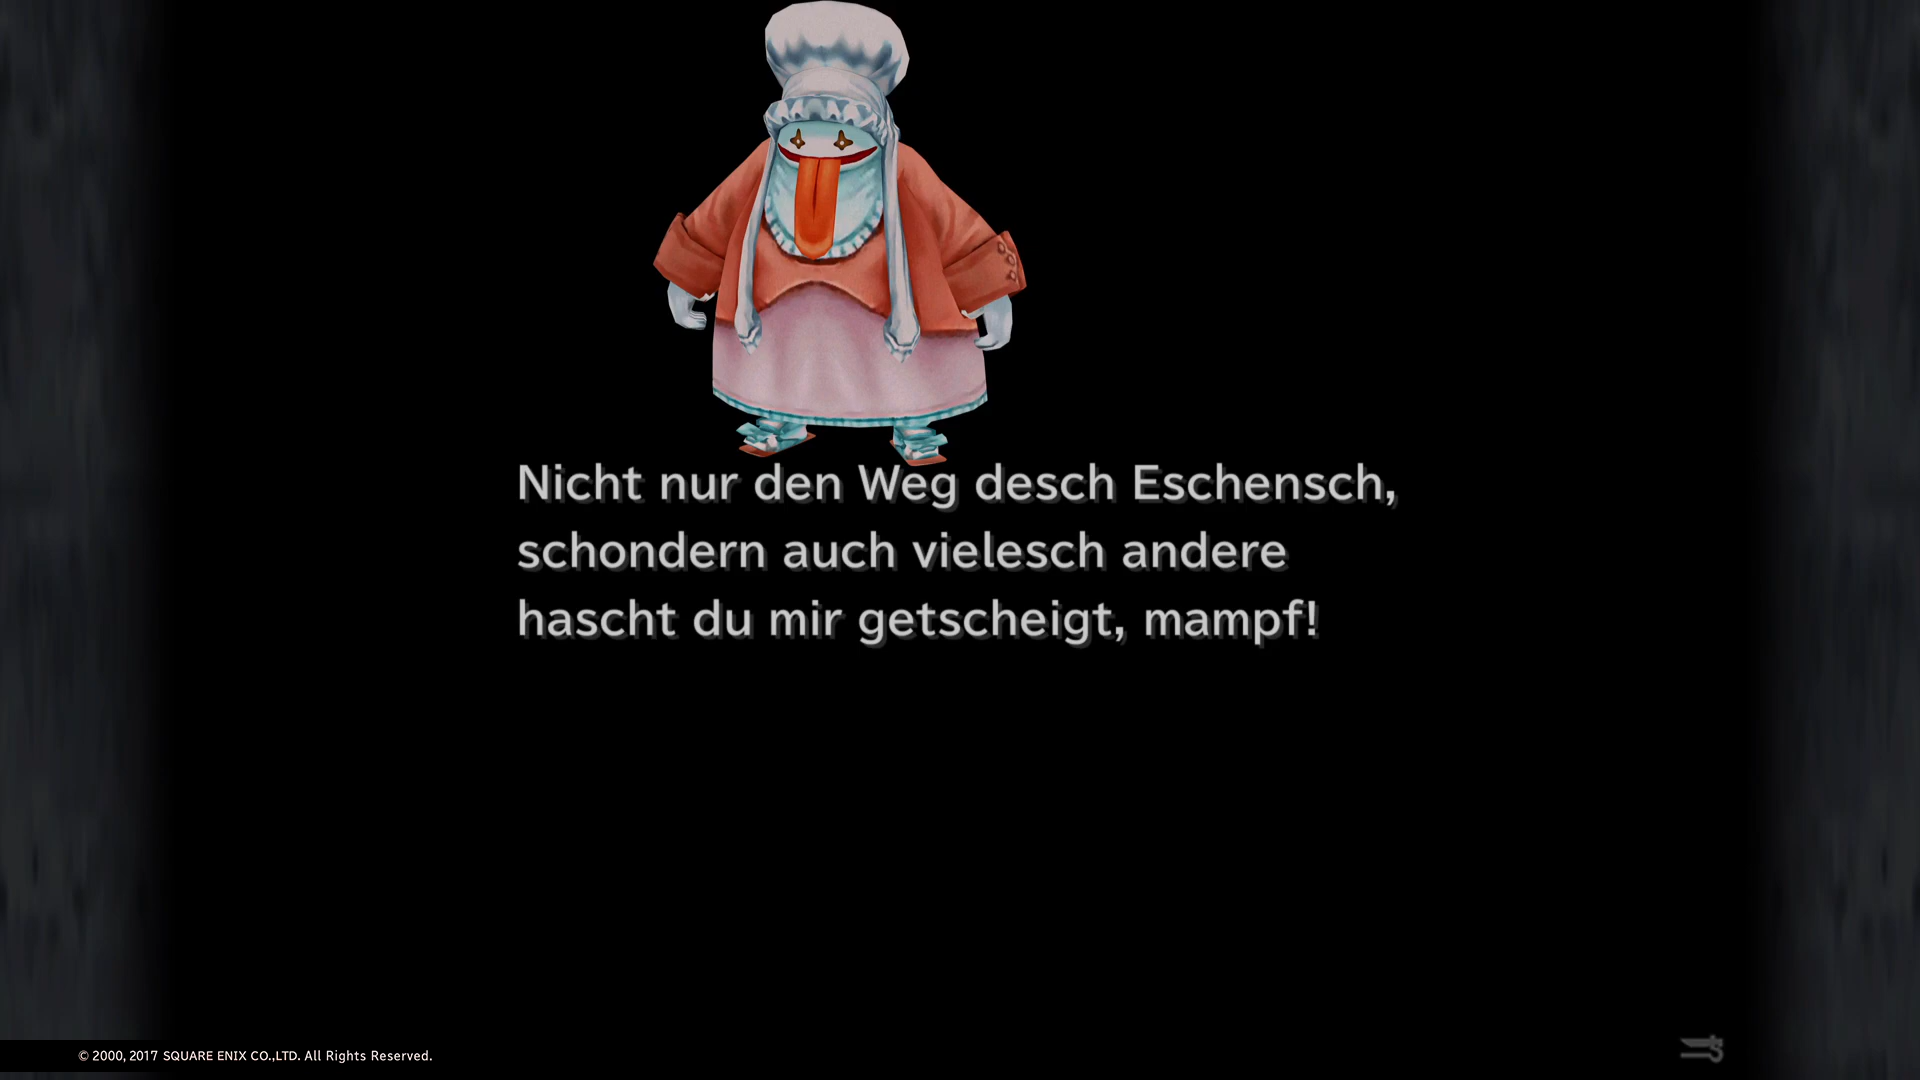 Nicht nur den Weg desch Eschensch,
schondern auch vielesch andere
hascht du mir getscheigt, mampf!
© 2000, 2017 SQUARE ENIX CO.,LTD. All Rights Reserved.